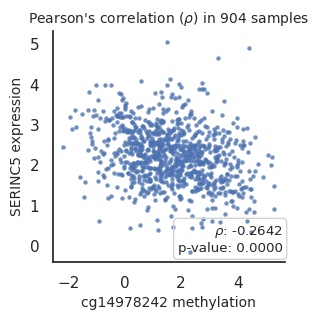 Pearson's correlation (ρ) in 904 samples
SERINC5 expression
5
4
3
2
1
0
ρ: -0.2642
p-value: 0.0000
−2
0
2
4
cg14978242 methylation